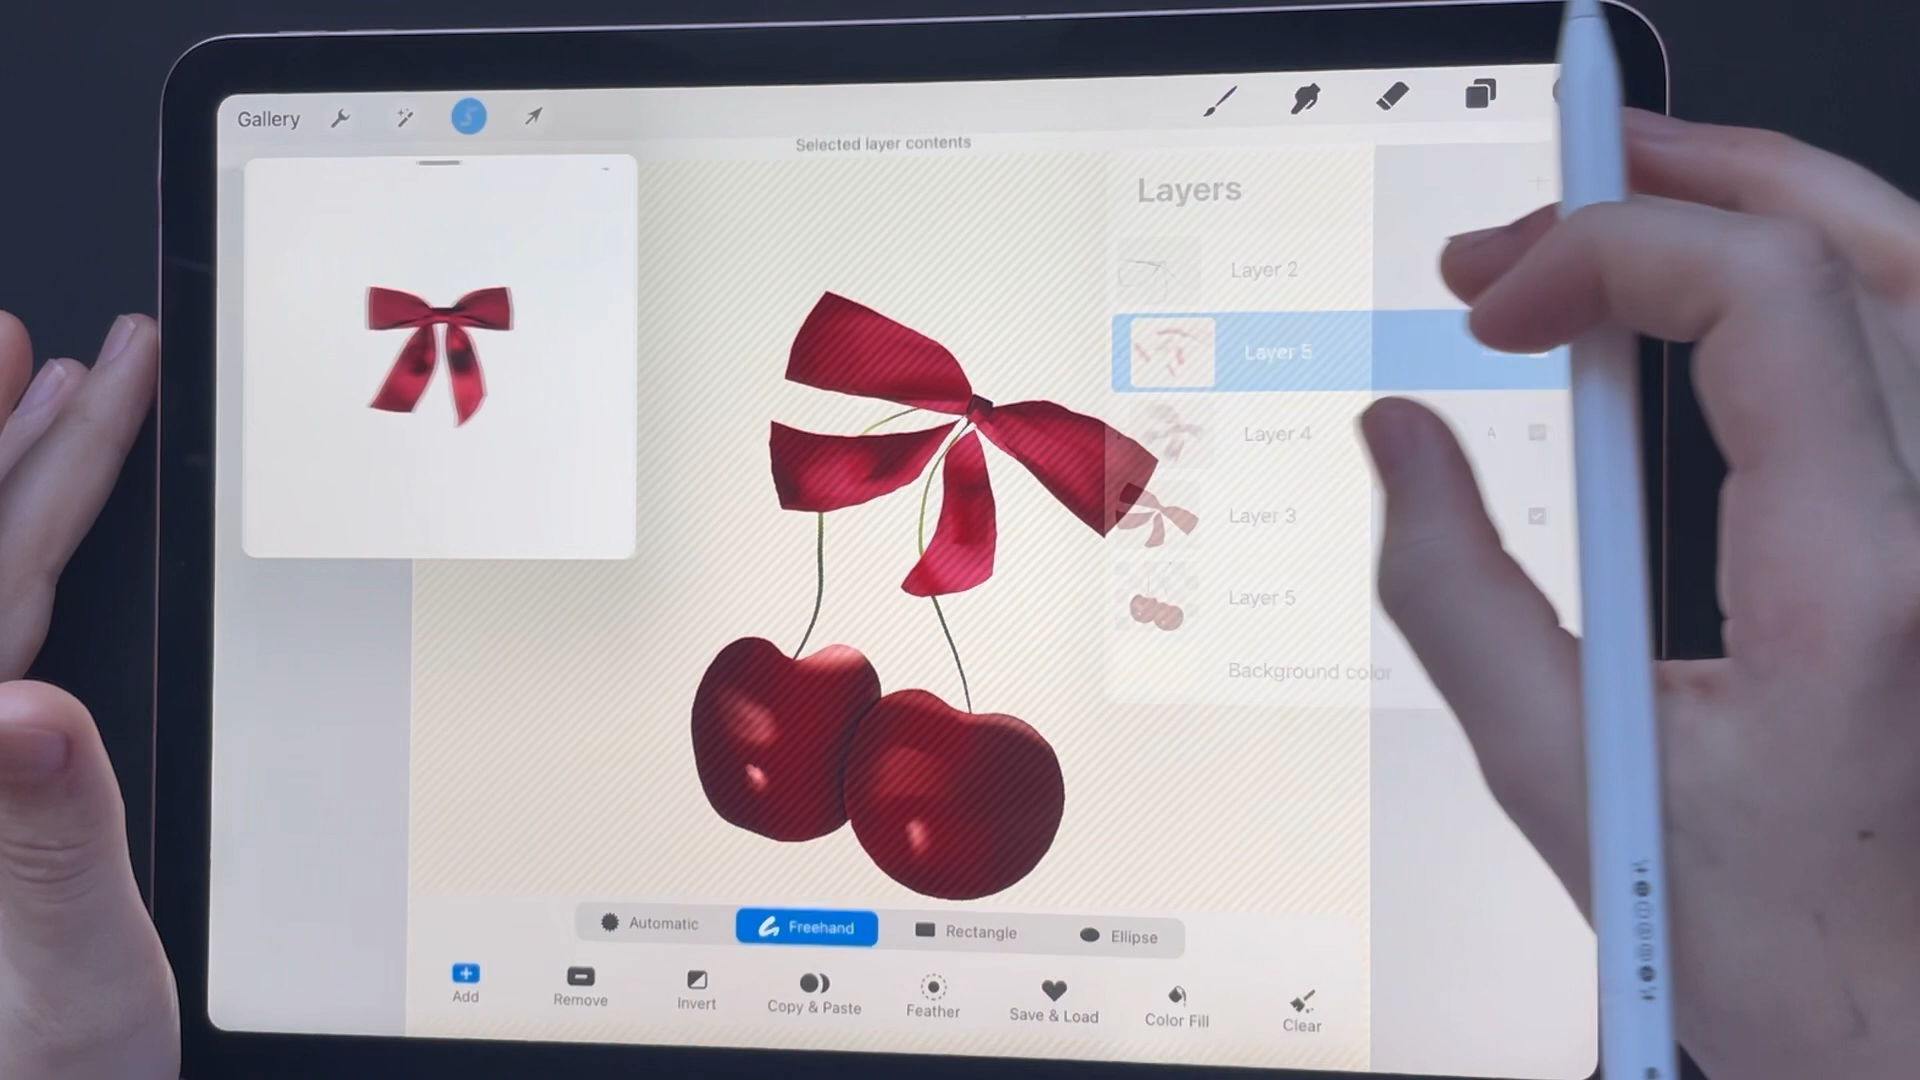 Gallery
Selected layer contents
Layers
Layer 2
Layer 5
Layer 4
A
Layer 3
Layer 5
Background color
Automatic
Freehand
Rectangle
Ellipse
Add
Remove
Invert
Copy & Paste
Feather
Save & Load
Color Fill
Clear